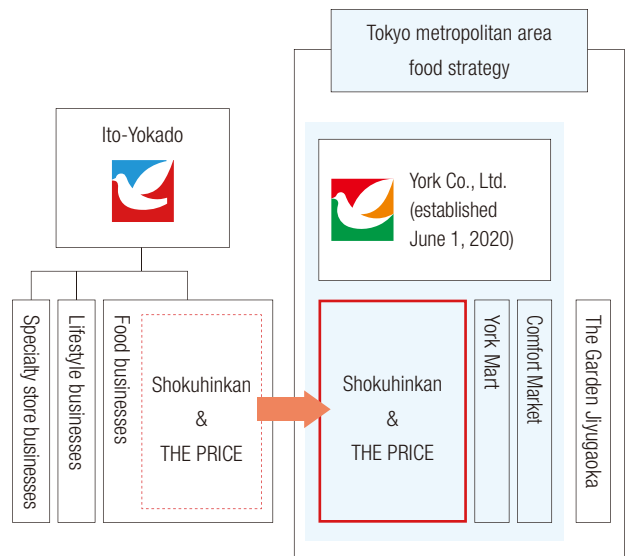 Tokyo metropolitan area
food strategy
Ito-Yokado
York Co., Ltd.
(established
June 1, 2020)
Specialty store businesses
Lifestyle businesses
Food businesses
Shokuhinkan
&
THE PRICE
Shokuhinkan
&
THE PRICE
York Mart
Comfort Market
The Garden Jiyugaoka